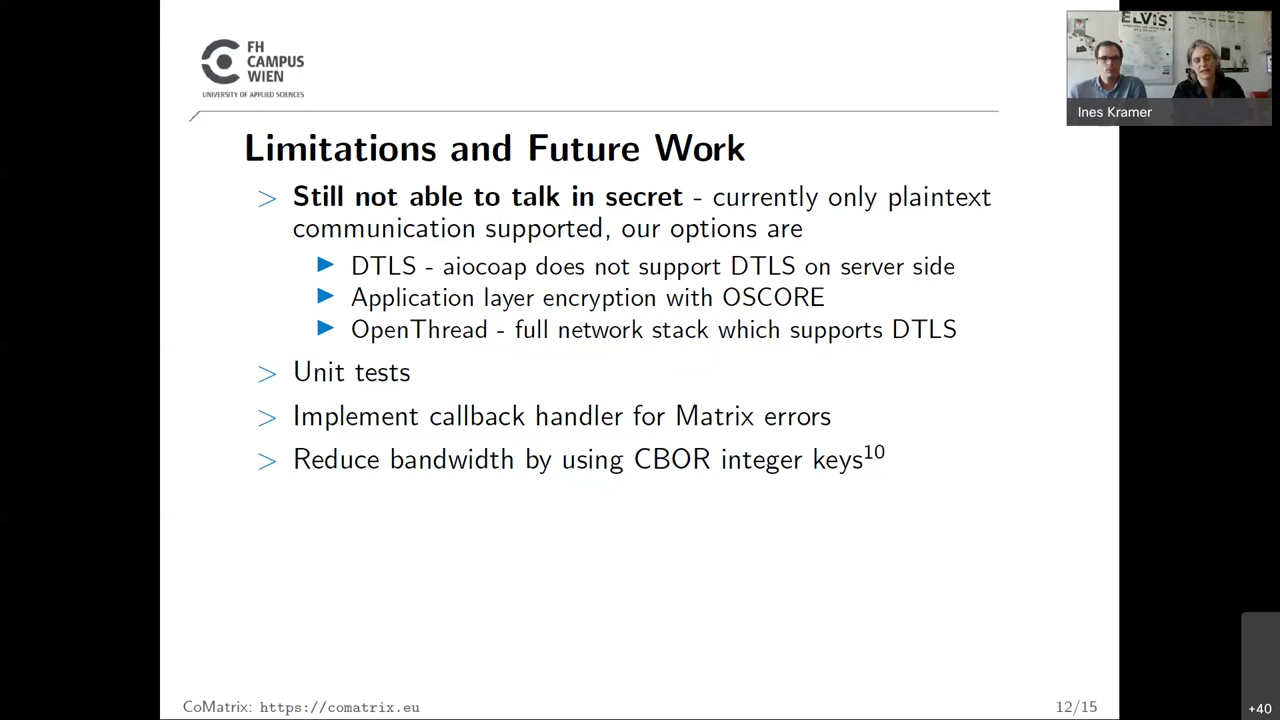 FH
CAMPUS
WIEN
UNIVERSITY OF APPLIED SCIENCES
ELVIS
Ines Kramer
Limitations and Future Work
> Still not able to talk in secret - currently only plaintext
communication supported, our options are
▶ DTLS - aiocoap does not support DTLS on server side
▶ Application layer encryption with OSCORE
▶ OpenThread - full network stack which supports DTLS
> Unit tests
> Implement callback handler for Matrix errors
> Reduce bandwidth by using CBOR integer keys10
CoMatrix: https://comatrix.eu
12/15
+40